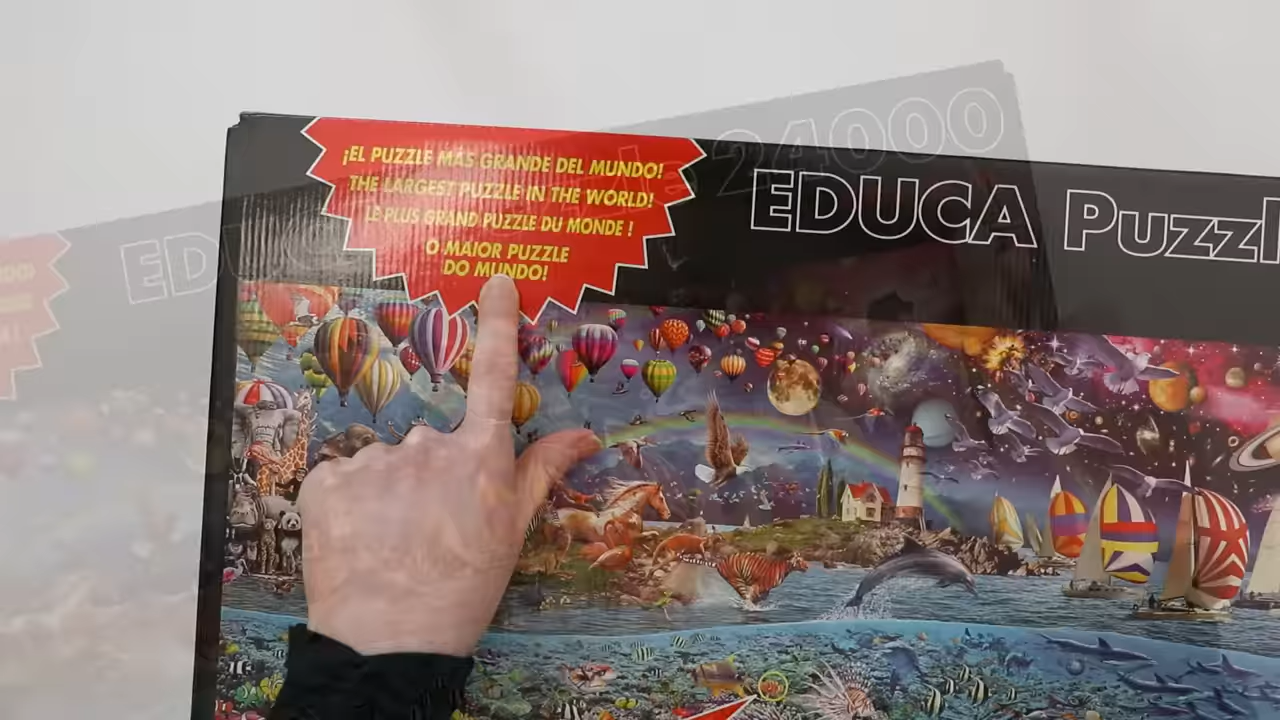 ¡EL PUZZLE MÁS GRANDE DEL MUNDO!
THE LARGEST PUZZLE IN THE WORLD!
LE PLUS GRAND PUZZLE DU MONDE !
O MAIOR PUZZLE
DO MUNDO!
EDUCA Puzzl
24000